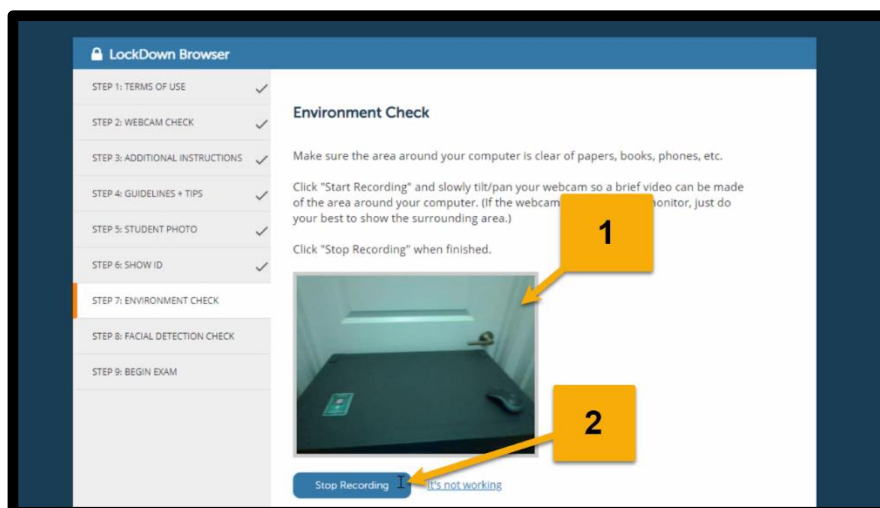 LockDown Browser
STEP 1: TERMS OF USE
STEP 2: WEBCAM CHECK
STEP 3: ADDITIONAL INSTRUCTIONS
STEP 4: GUIDELINES + TIPS
STEP 5: STUDENT PHOTO
STEP 6: SHOW ID
STEP 7: ENVIRONMENT CHECK
STEP 8: FACIAL DETECTION CHECK
STEP 9: BEGIN EXAM
Environment Check
Make sure the area around your computer is clear of papers, books, phones, etc.
Click "Start Recording" and slowly tilt/pan your webcam so a brief video can be made
of the area around your computer. (If the webcam monitor, just do
your best to show the surrounding area.)
Click "Stop Recording" when finished.
1
2
Stop Recording
It's not working